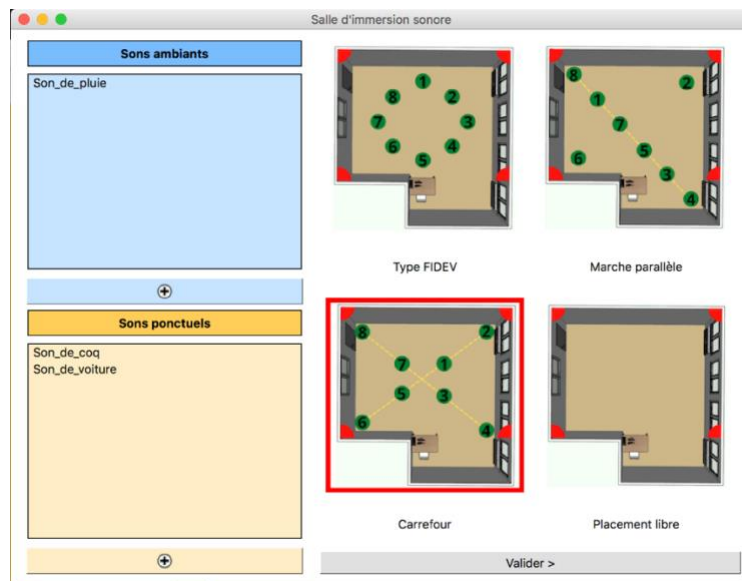 Salle d'immersion sonore
Sons ambiants
Son_de_pluie
Sons ponctuels
Son_de_coq
Son_de_voiture
1
8 2
7 3
6 4
5
Type FIDEV
8
2
1
7
5
6
3
4
Marche parallèle
8 2
7 1
5 3
6 4
Carrefour
Placement libre
Valider >